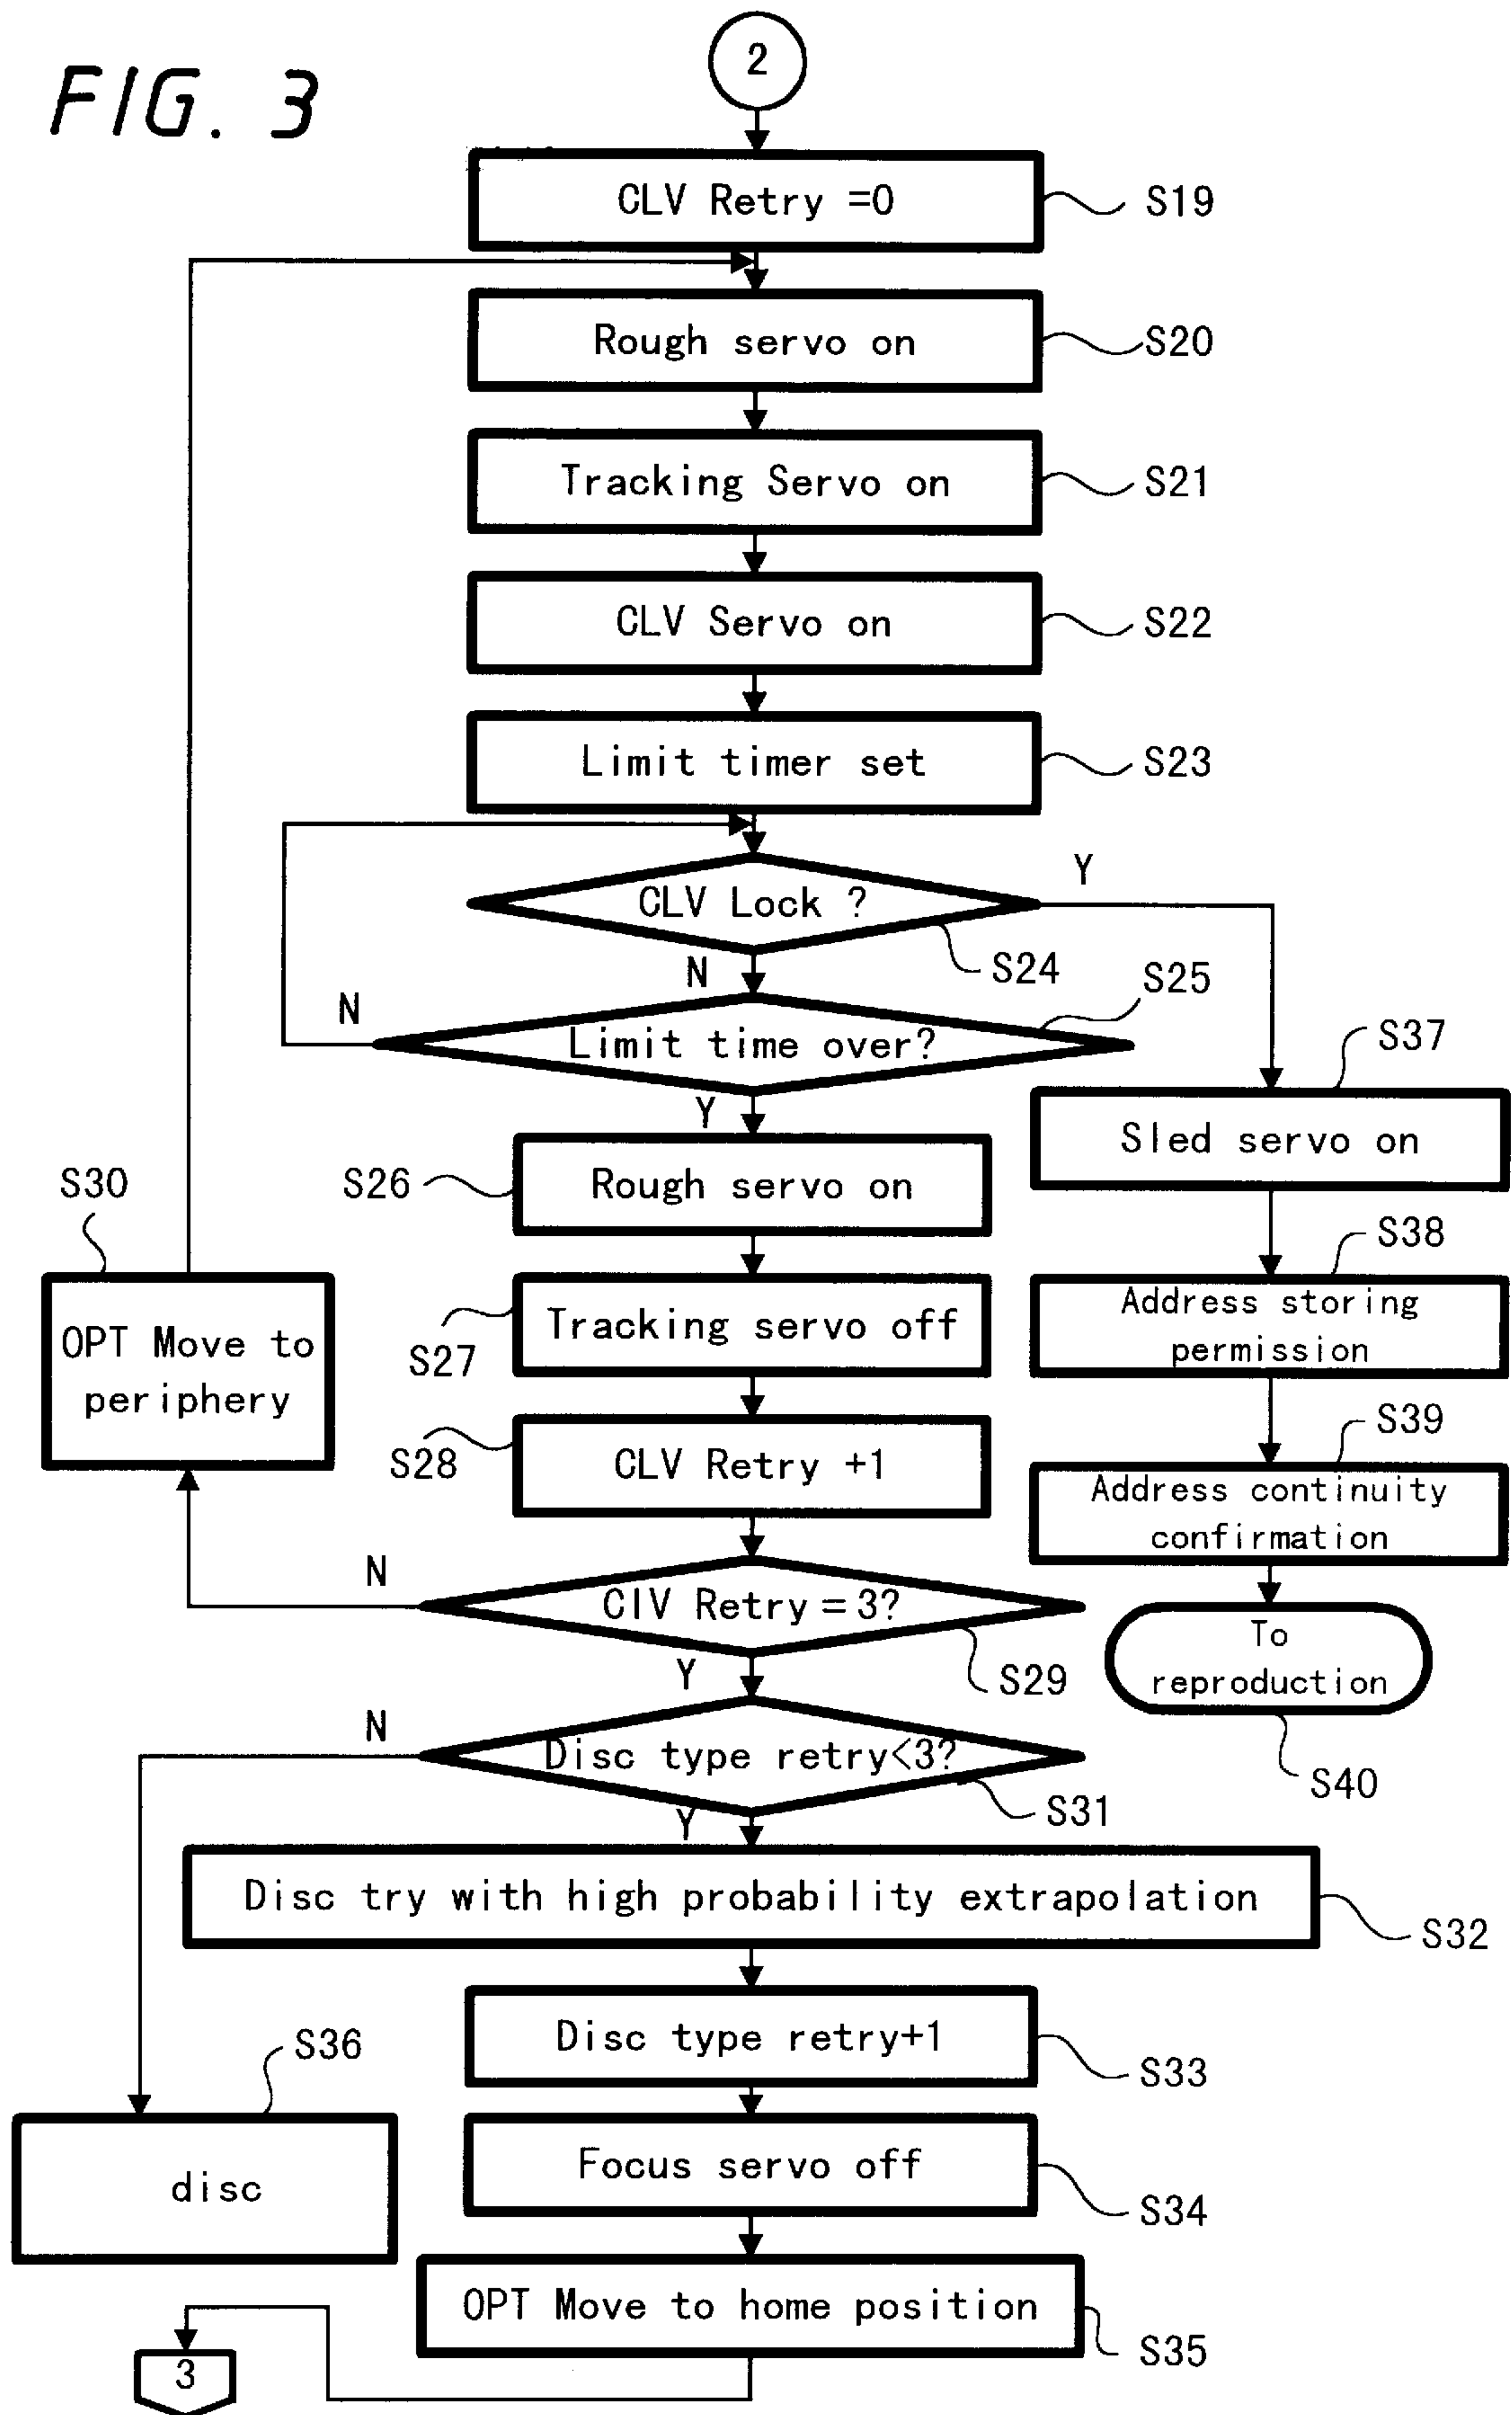 FIG. 3
2
CLV Retry =0
S19
Rough servo on
S20
Tracking Servo on
S21
CLV Servo on
S22
Limit timer set
S23
CLV Lock ?
Y
S24
N
S25
Limit time over?
N
Y
S37
Sled servo on
S26
Rough servo on
S30
OPT Move to
periphery
S38
Address storing
permission
S27
Tracking servo off
S28
CLV Retry +1
S39
Address continuity
confirmation
N
CIV Retry = 3?
S29
Y
To
reproduction
S40
N
Disc type retry<3?
S31
Y
Disc try with high probability extrapolation
S32
Disc type retry+1
S33
S36
disc
Focus servo off
S34
OPT Move to home position
S35
3